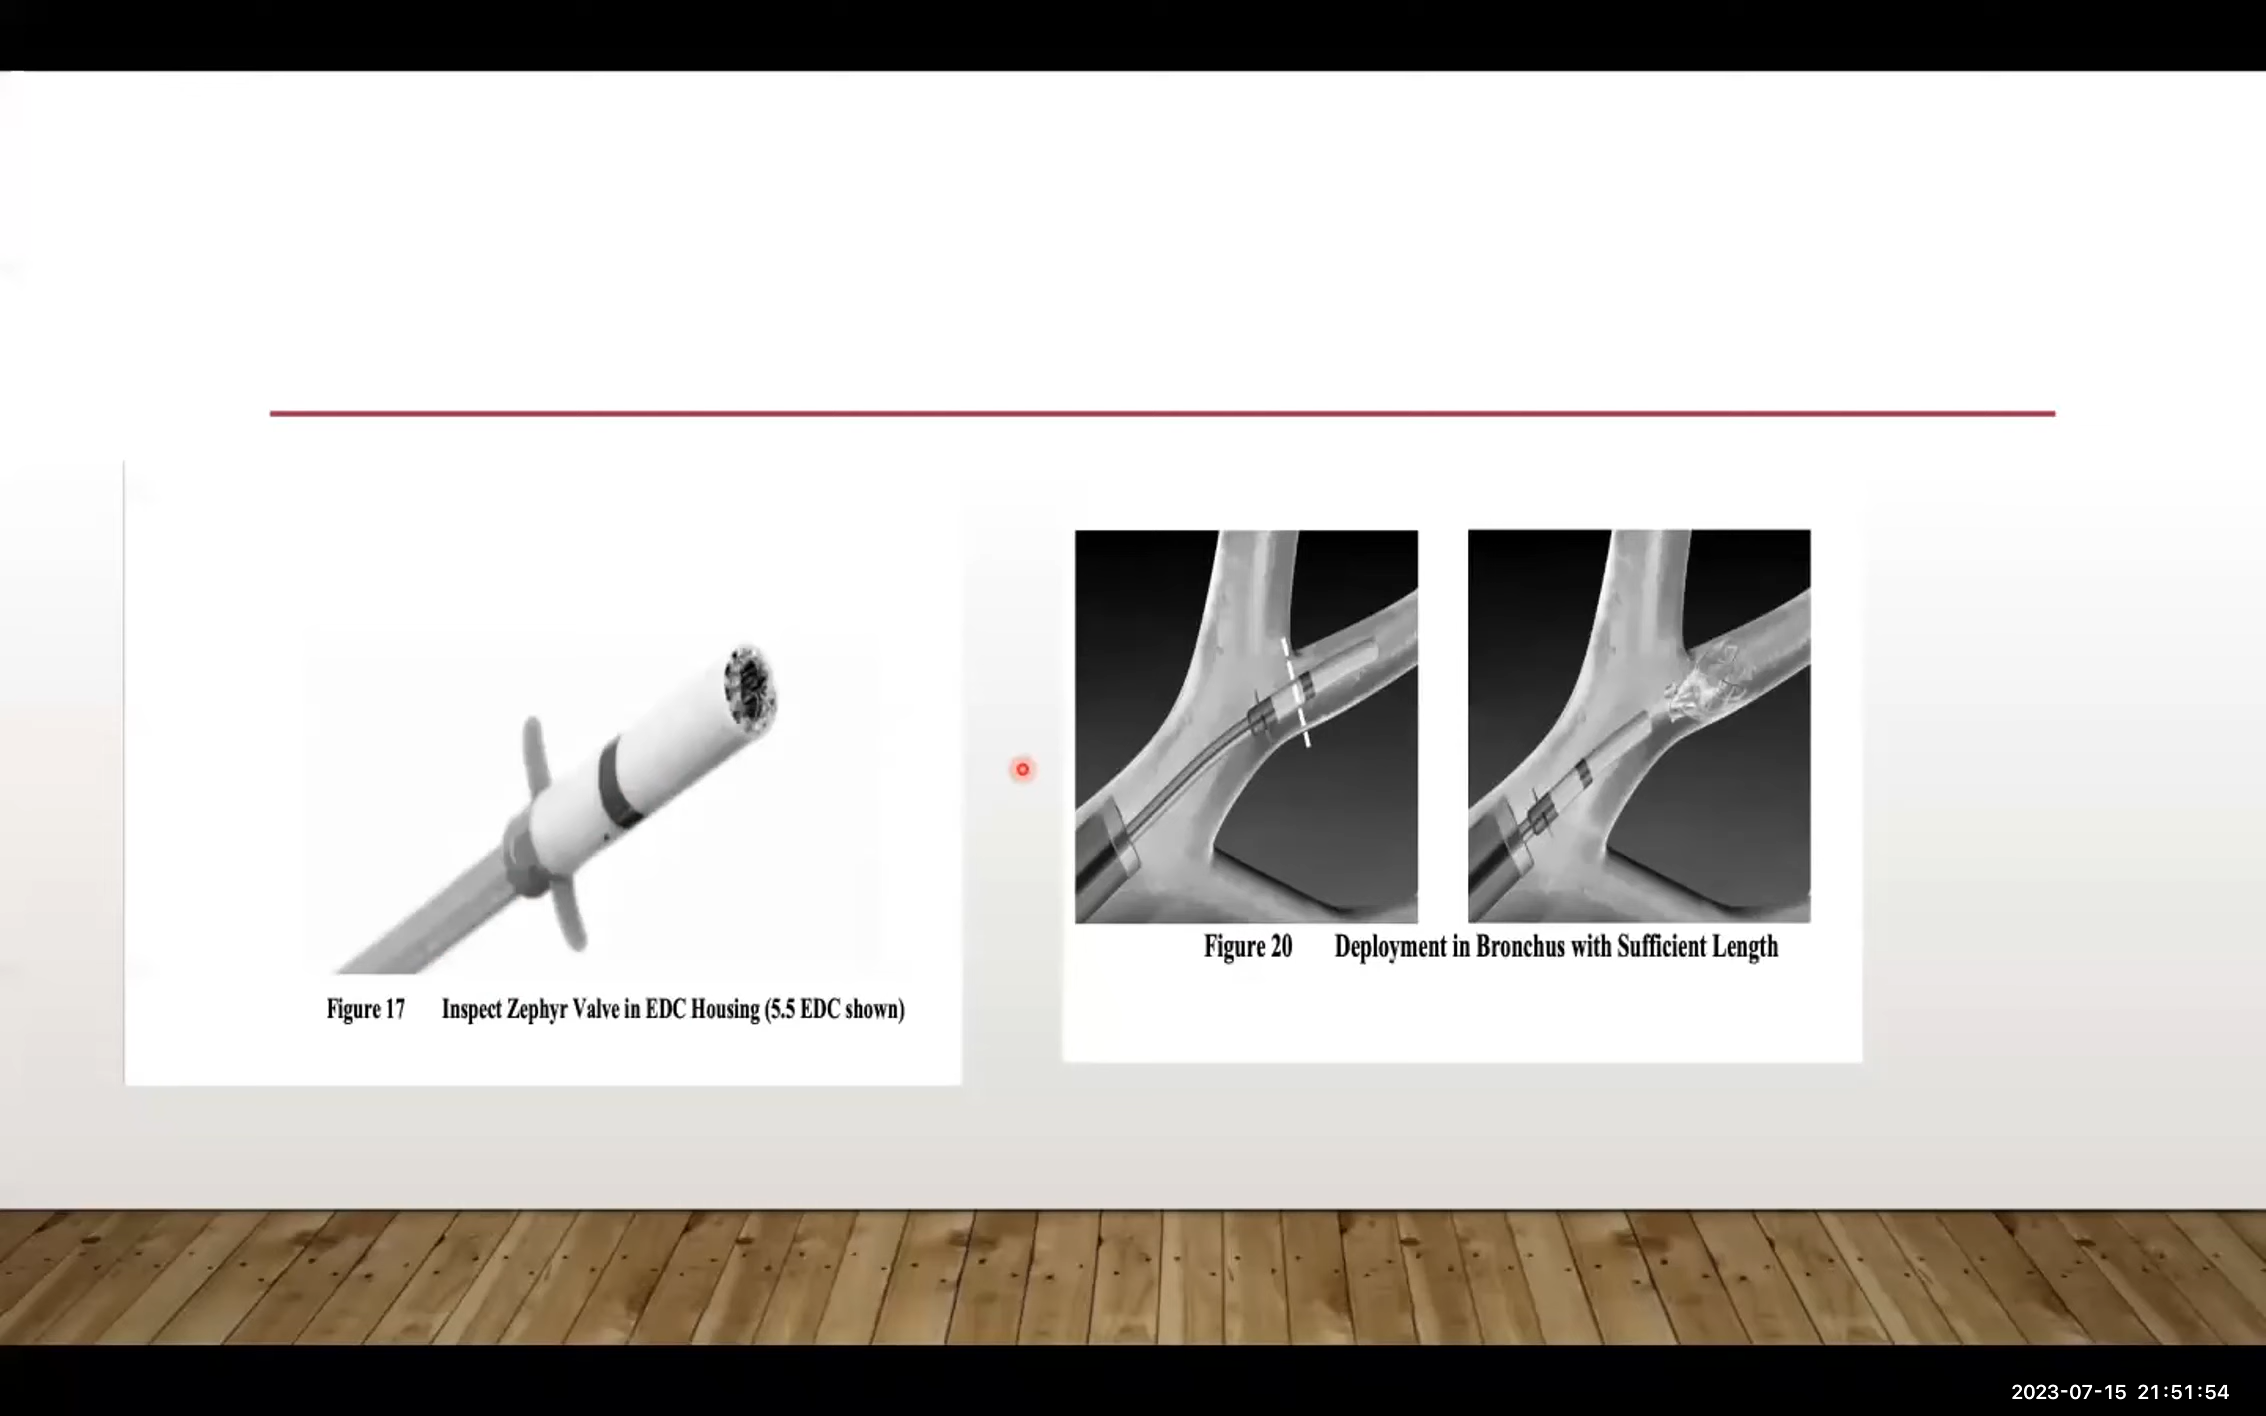 Figure 17 Inspect Zephyr Valve in EDC Housing (5.5 EDC shown)
Figure 20 Deployment in Bronchus with Sufficient Length
2023-07-15 21:51:54